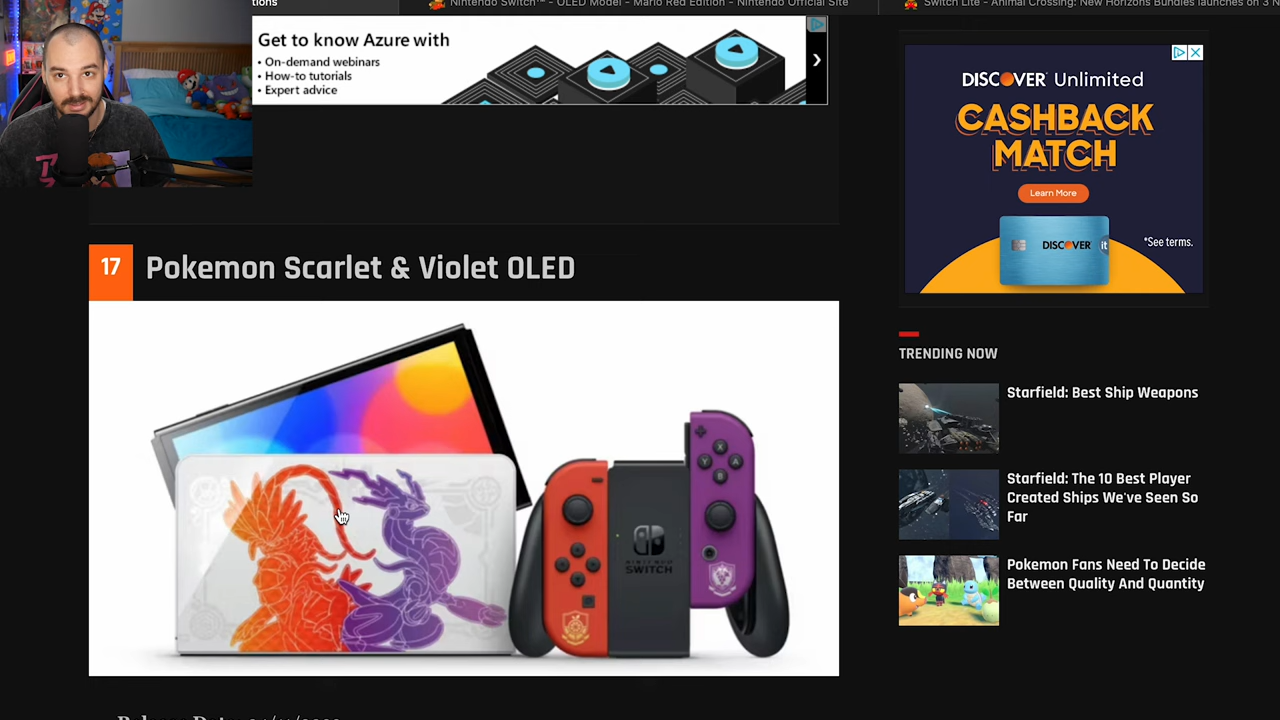 tions
Nintendo Switch™ - OLED Model - Mario Red Edition - Nintendo Official Site
Switch Lite - Animal Crossing: New Horizons Bundles launches on 3 N
Get to know Azure with
• On-demand webinars
• How-to tutorials
• Expert advice
DISCOVER Unlimited
CASHBACK
MATCH
Learn More
DISCOVER it
*See terms.
17 Pokemon Scarlet & Violet OLED
X
Y A
B
NINTENDO
SWITCH
TRENDING NOW
Starfield: Best Ship Weapons
Starfield: The 10 Best Player
Created Ships We've Seen So
Far
Pokemon Fans Need To Decide
Between Quality And Quantity